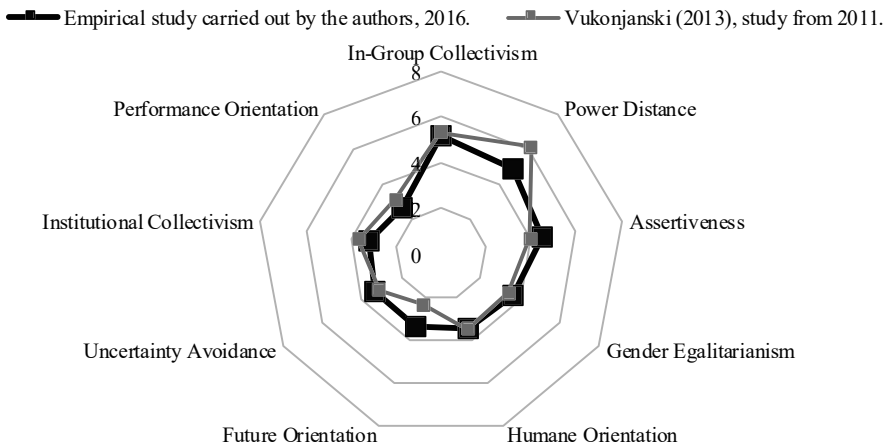 Empirical study carried out by the authors, 2016.
Vukonjanski (2013), study from 2011.
In-Group Collectivism
8
Performance Orientation
Power Distance
6
4
Institutional Collectivism
Assertiveness
2
0
Uncertainty Avoidance
Gender Egalitarianism
Future Orientation
Humane Orientation